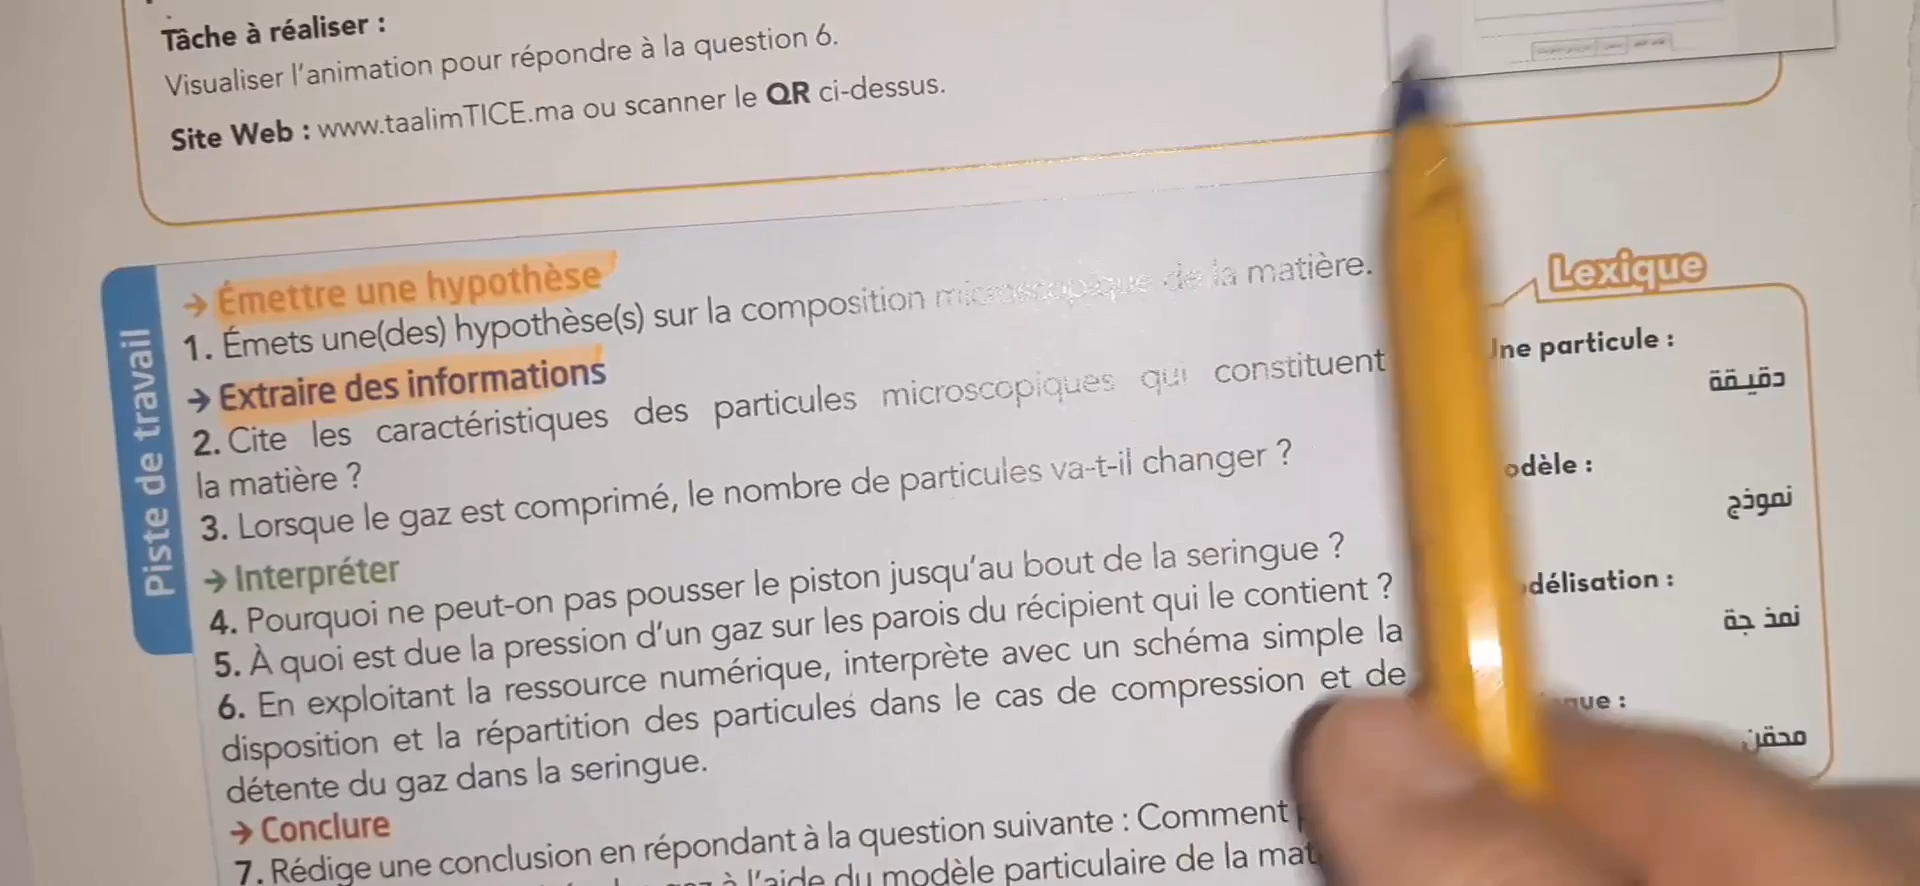 Tâche à réaliser :
Visualiser l'animation pour répondre à la question 6.
Site Web : www.taalimTICE.ma ou scanner le QR ci-dessus.
Piste de travail
→ Émettre une hypothèse
1. Émets une(des) hypothèse(s) sur la composition microscopique de la matière.
→ Extraire des informations
2. Cite les caractéristiques des particules microscopiques qui constituent
la matière ?
3. Lorsque le gaz est comprimé, le nombre de particules va-t-il changer ?
→ Interpréter
4. Pourquoi ne peut-on pas pousser le piston jusqu'au bout de la seringue ?
5. À quoi est due la pression d'un gaz sur les parois du récipient qui le contient ?
6. En exploitant la ressource numérique, interprète avec un schéma simple la
disposition et la répartition des particules dans le cas de compression et de
détente du gaz dans la seringue.
→ Conclure
7. Rédige une conclusion en répondant à la question suivante : Comment
à l'aide du modèle particulaire de la mat
Lexique
Une particule :
دقيقة
odèle :
نموذج
délisation :
نمذجة
que :
محقن